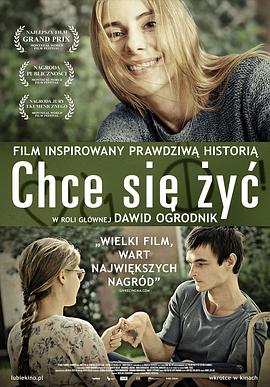 NAJLEPSZY FILM
GRAND PRIX
MONTREAL WORLD
FILM FESTIVAL
NAGRODA
PUBLICZNOŚCI
MONTREAL WORLD
FILM FESTIVAL
NAGRODA JURY
EKUMENICZNEGO
MONTREAL WORLD
FILM FESTIVAL
FILM INSPIROWANY PRAWDZIWĄ HISTORIĄ
Chce się żyć
W ROLI GŁÓWNEJ DAWID OGRODNIK
„WIELKI FILM,
WART
NAJWIĘKSZYCH
NAGRÓD”
lubiekino.pl
wkrótce w kinach